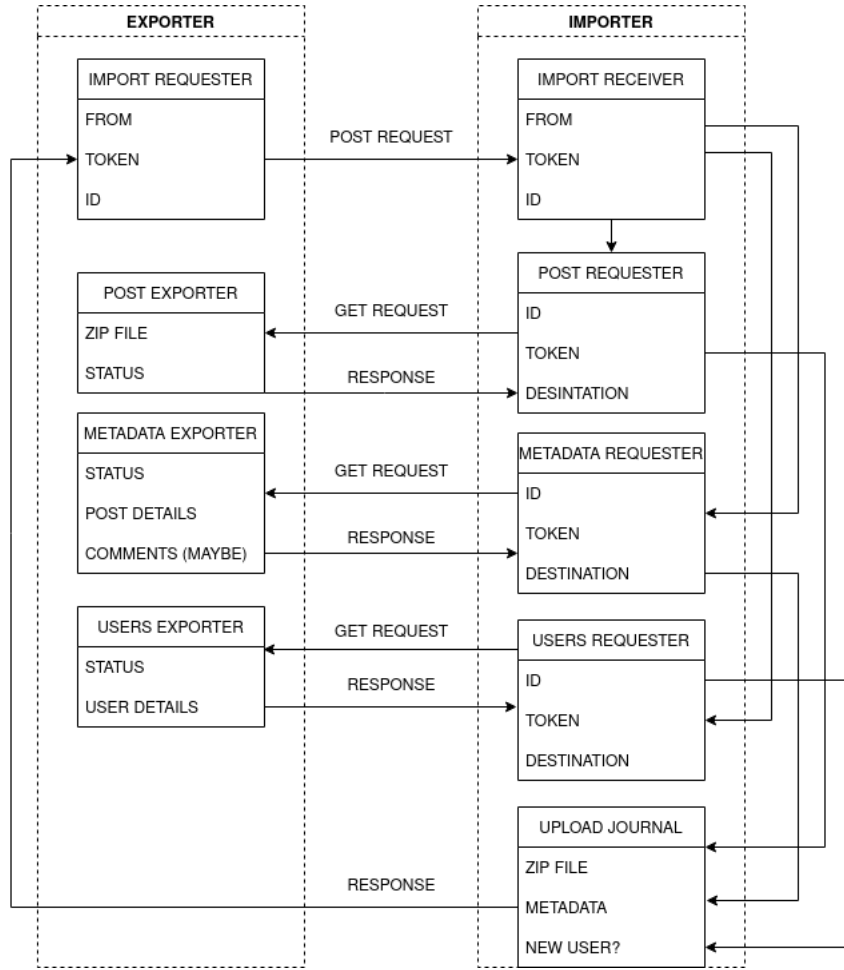 EXPORTER
IMPORTER
IMPORT REQUESTER
FROM
TOKEN
ID
POST REQUEST
IMPORT RECEIVER
FROM
TOKEN
ID
POST EXPORTER
ZIP FILE
STATUS
GET REQUEST
RESPONSE
POST REQUESTER
ID
TOKEN
DESINTATION
METADATA EXPORTER
STATUS
POST DETAILS
COMMENTS (MAYBE)
GET REQUEST
RESPONSE
METADATA REQUESTER
ID
TOKEN
DESTINATION
USERS EXPORTER
STATUS
USER DETAILS
GET REQUEST
RESPONSE
USERS REQUESTER
ID
TOKEN
DESTINATION
RESPONSE
UPLOAD JOURNAL
ZIP FILE
METADATA
NEW USER?